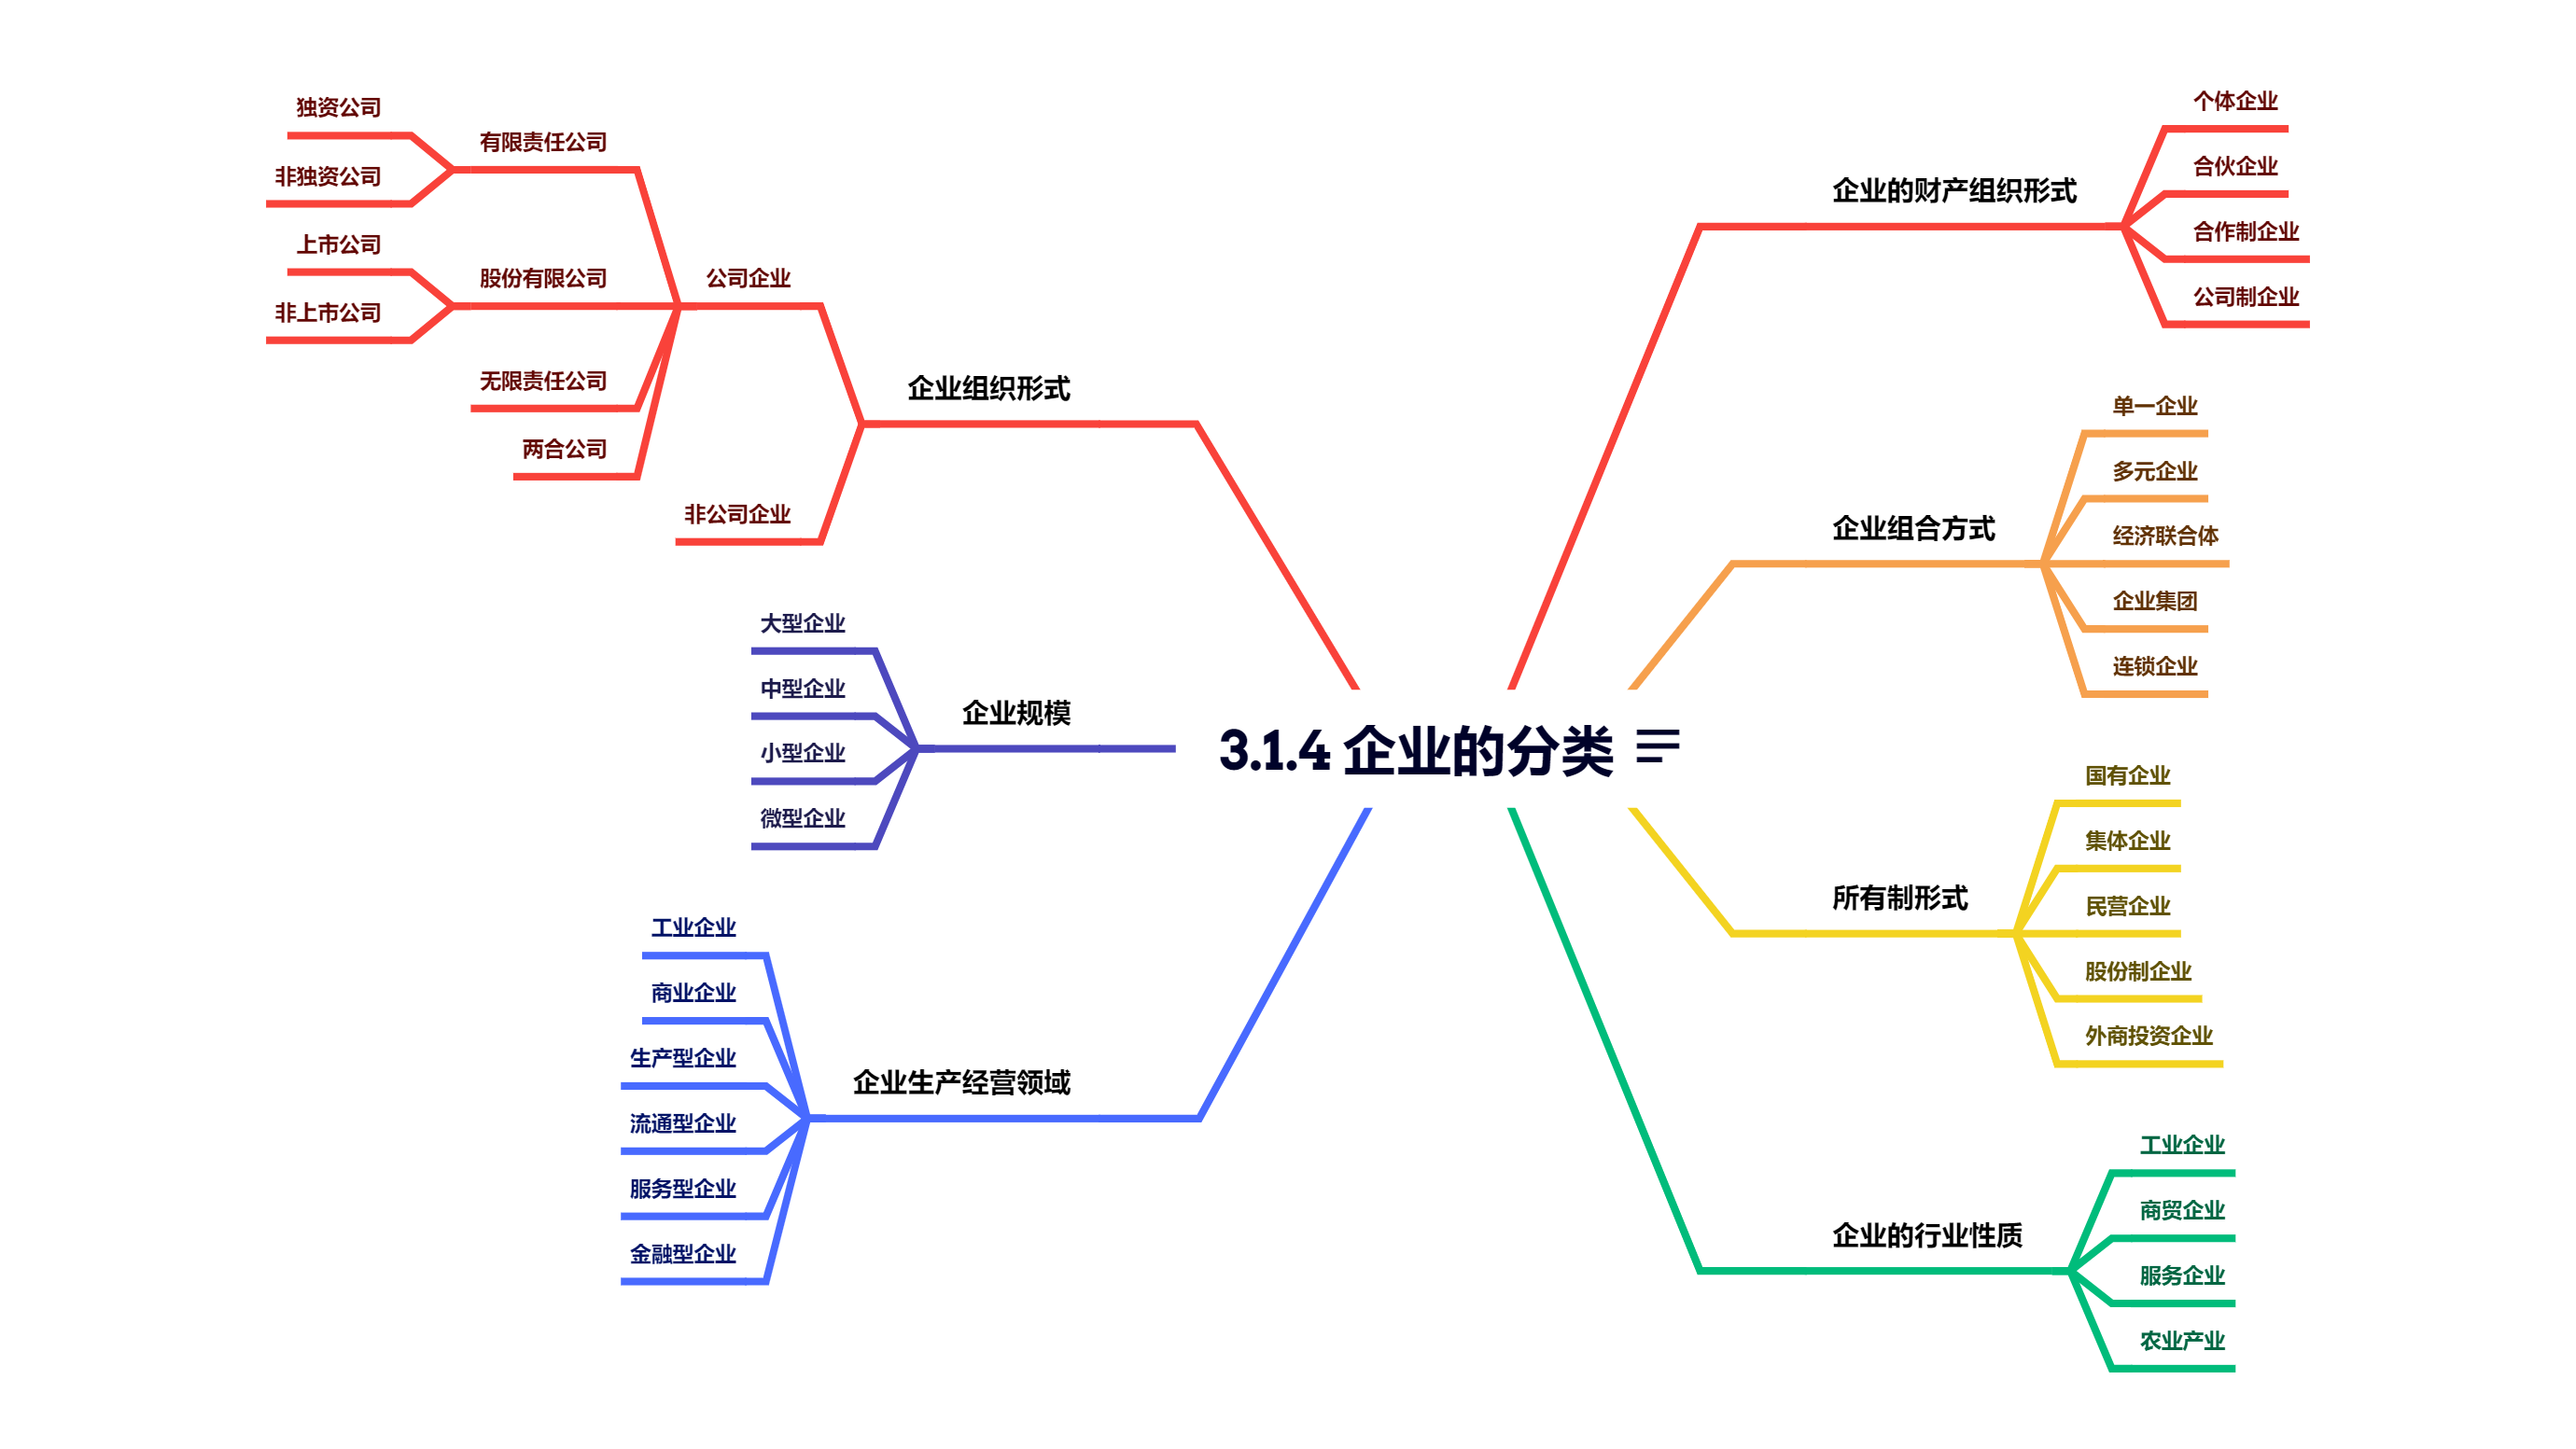 3.1.4 企业的分类
企业的财产组织形式
个体企业
合伙企业
合作制企业
公司制企业
企业组合方式
单一企业
多元企业
经济联合体
企业集团
连锁企业
所有制形式
国有企业
集体企业
民营企业
股份制企业
外商投资企业
企业的行业性质
工业企业
商贸企业
服务企业
农业产业
企业组织形式
公司企业
有限责任公司
独资公司
非独资公司
股份有限公司
上市公司
非上市公司
无限责任公司
两合公司
非公司企业
企业规模
大型企业
中型企业
小型企业
微型企业
企业生产经营领域
工业企业
商业企业
生产型企业
流通型企业
服务型企业
金融型企业